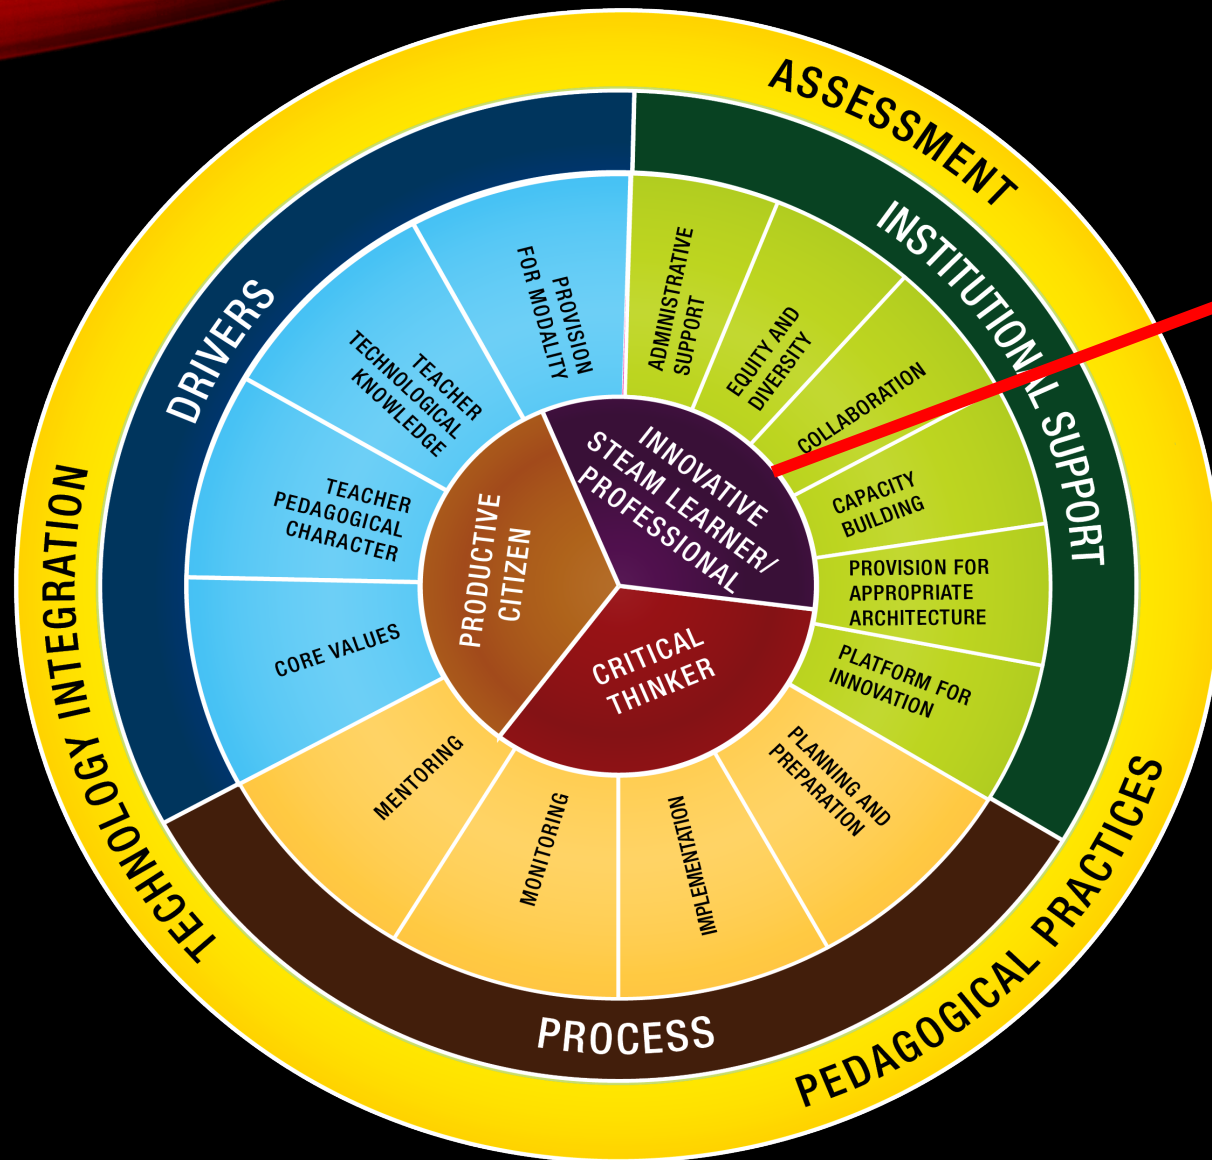 ASSESSMENT
INSTITUTIONAL SUPPORT
ADMINISTRATIVE
SUPPORT
EQUITY AND
DIVERSITY
COLLABORATION
CAPACITY
BUILDING
PROVISION FOR
APPROPRIATE
ARCHITECTURE
PLATFORM FOR
INNOVATION
PEDAGOGICAL PRACTICES
PROCESS
PLANNING AND
PREPARATION
IMPLEMENTATION
MONITORING
MENTORING
TECHNOLOGY INTEGRATION
DRIVERS
CORE VALUES
TEACHER
PEDAGOGICAL
CHARACTER
TEACHER
TECHNOLOGICAL
KNOWLEDGE
PROVISION
FOR MODALITY
INNOVATIVE
STEAM LEARNER/
PROFESSIONAL
CRITICAL
THINKER
PRODUCTIVE
CITIZEN